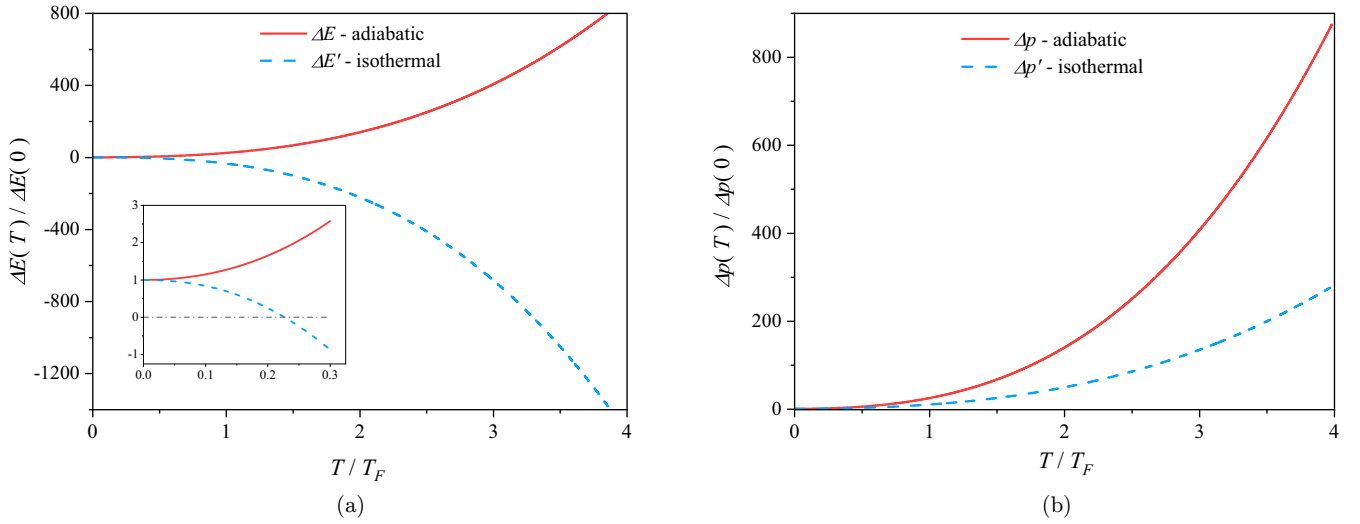 800
400
0
-400
-800
-1200
ΔE(T) / ΔE(0)
ΔE - adiabatic
ΔE' - isothermal
3
2
1
0
-1
0.0 0.1 0.2 0.3
0 1 2 3 4
T / T_F
(a)
800
600
400
200
0
Δp(T) / Δp(0)
Δp - adiabatic
Δp' - isothermal
0 1 2 3 4
T / T_F
(b)